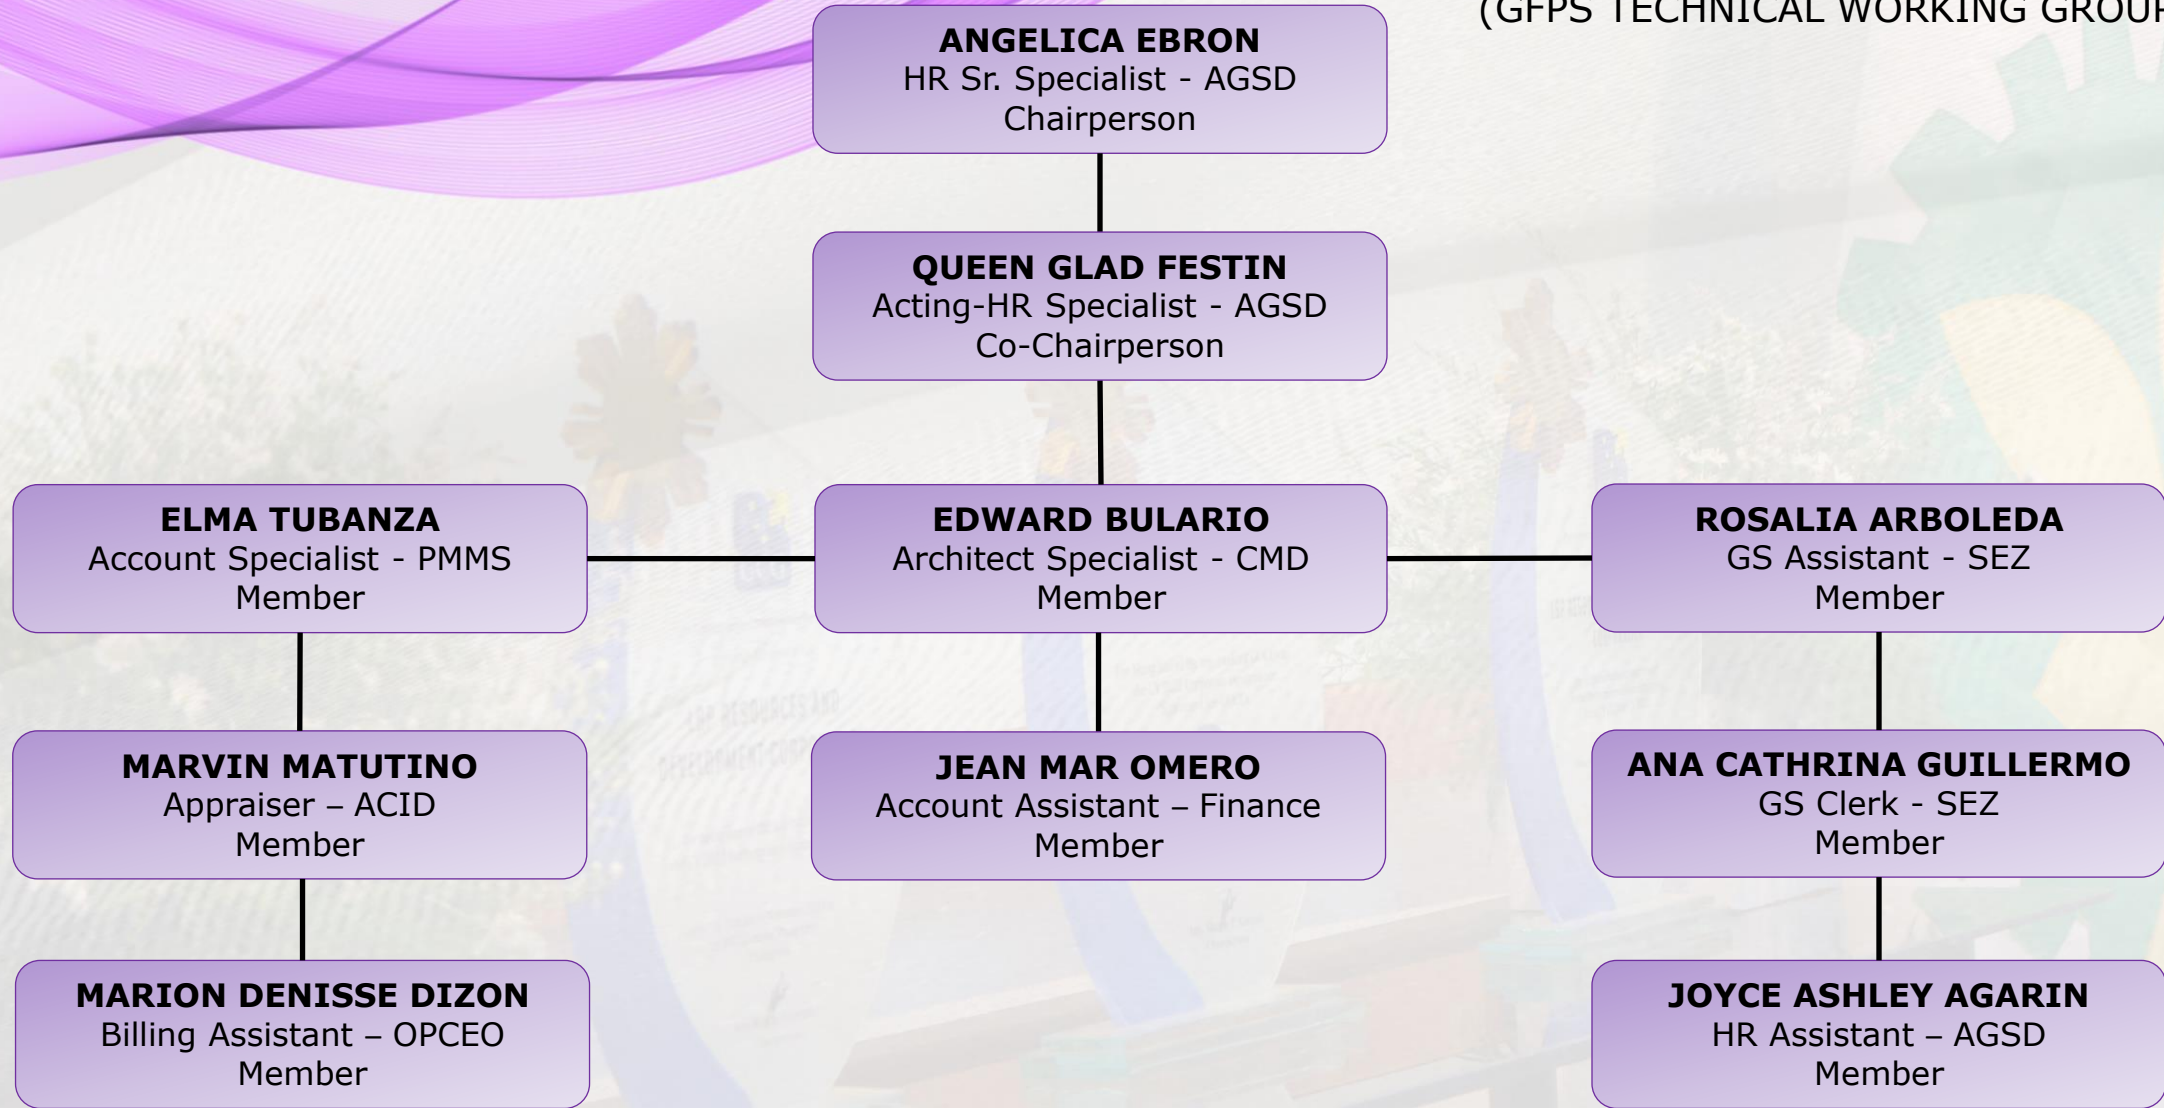 (GFPS TECHNICAL WORKING GROUP
ANGELICA EBRON
HR Sr. Specialist - AGSD
Chairperson
QUEEN GLAD FESTIN
Acting-HR Specialist - AGSD
Co-Chairperson
ELMA TUBANZA
Account Specialist - PMMS
Member
EDWARD BULARIO
Architect Specialist - CMD
Member
ROSALIA ARBOLEDA
GS Assistant - SEZ
Member
MARVIN MATUTINO
Appraiser – ACID
Member
JEAN MAR OMERO
Account Assistant – Finance
Member
ANA CATHRINA GUILLERMO
GS Clerk - SEZ
Member
MARION DENISSE DIZON
Billing Assistant – OPCEO
Member
JOYCE ASHLEY AGARIN
HR Assistant – AGSD
Member